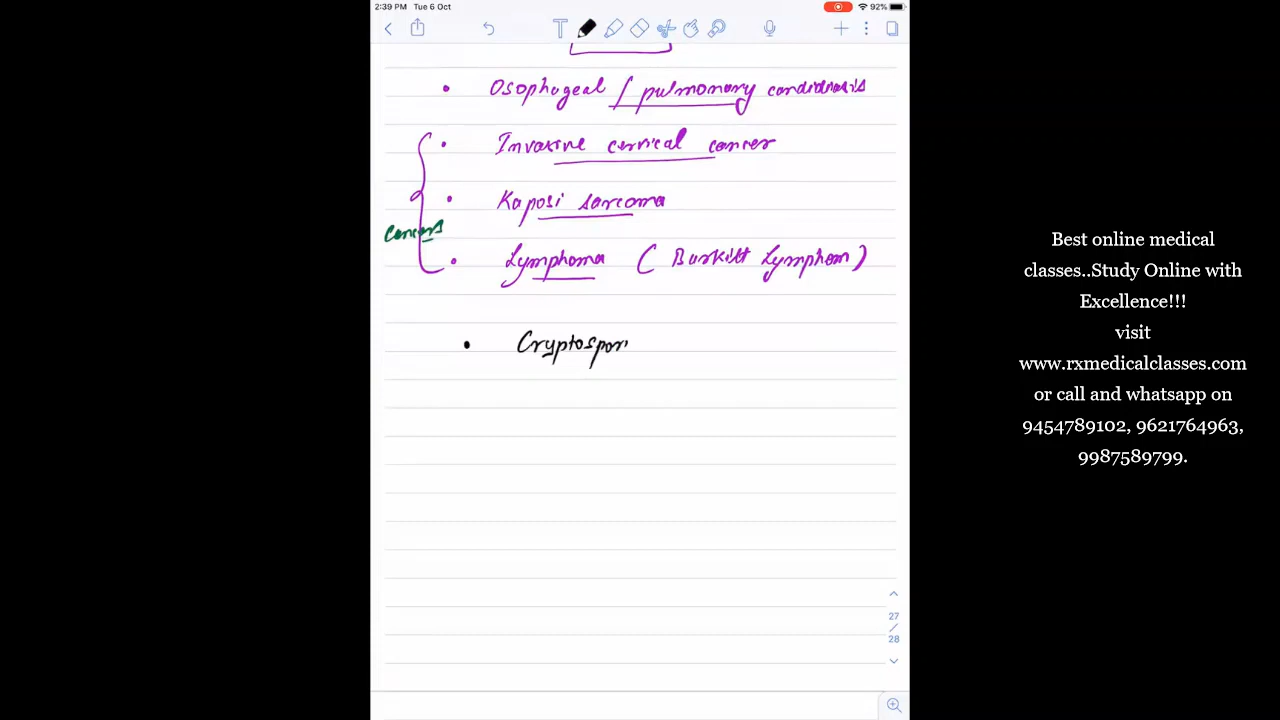 2:39 PM Tue 6 Oct 92%
• Osophageal / pulmonary candidiasis
• Invasive cervical cancer
• Kaposi sarcoma
cancers
• Lymphoma ( Burkitt Lymphom )
• Cryptospor
27
/
28
Best online medical
classes..Study Online with
Excellence!!!
visit
www.rxmedicalclasses.com
or call and whatsapp on
9454789102, 9621764963,
9987589799.